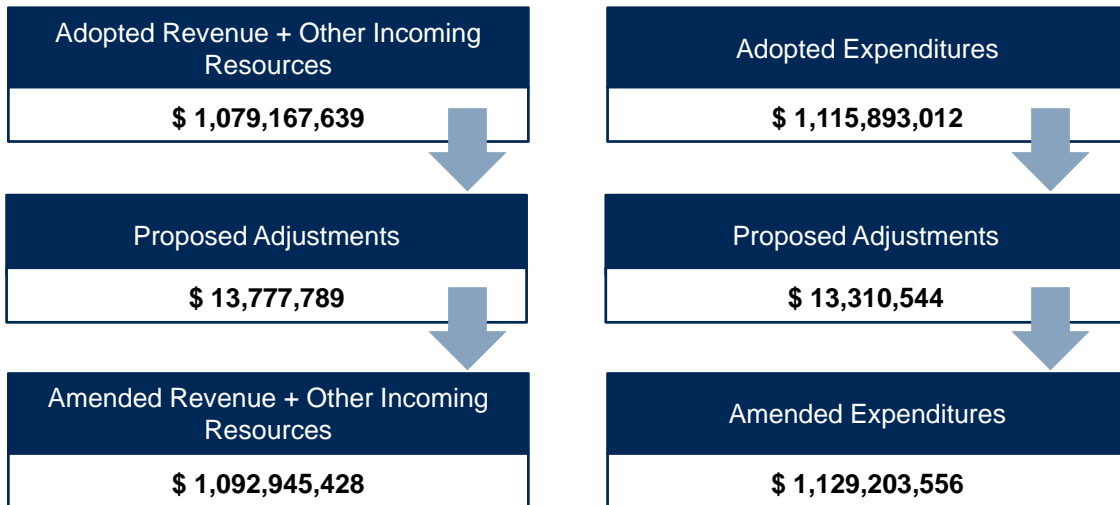 Adopted Revenue + Other Incoming
Resources
$ 1,079,167,639
Proposed Adjustments
$ 13,777,789
Amended Revenue + Other Incoming
Resources
$ 1,092,945,428
Adopted Expenditures
$ 1,115,893,012
Proposed Adjustments
$ 13,310,544
Amended Expenditures
$ 1,129,203,556